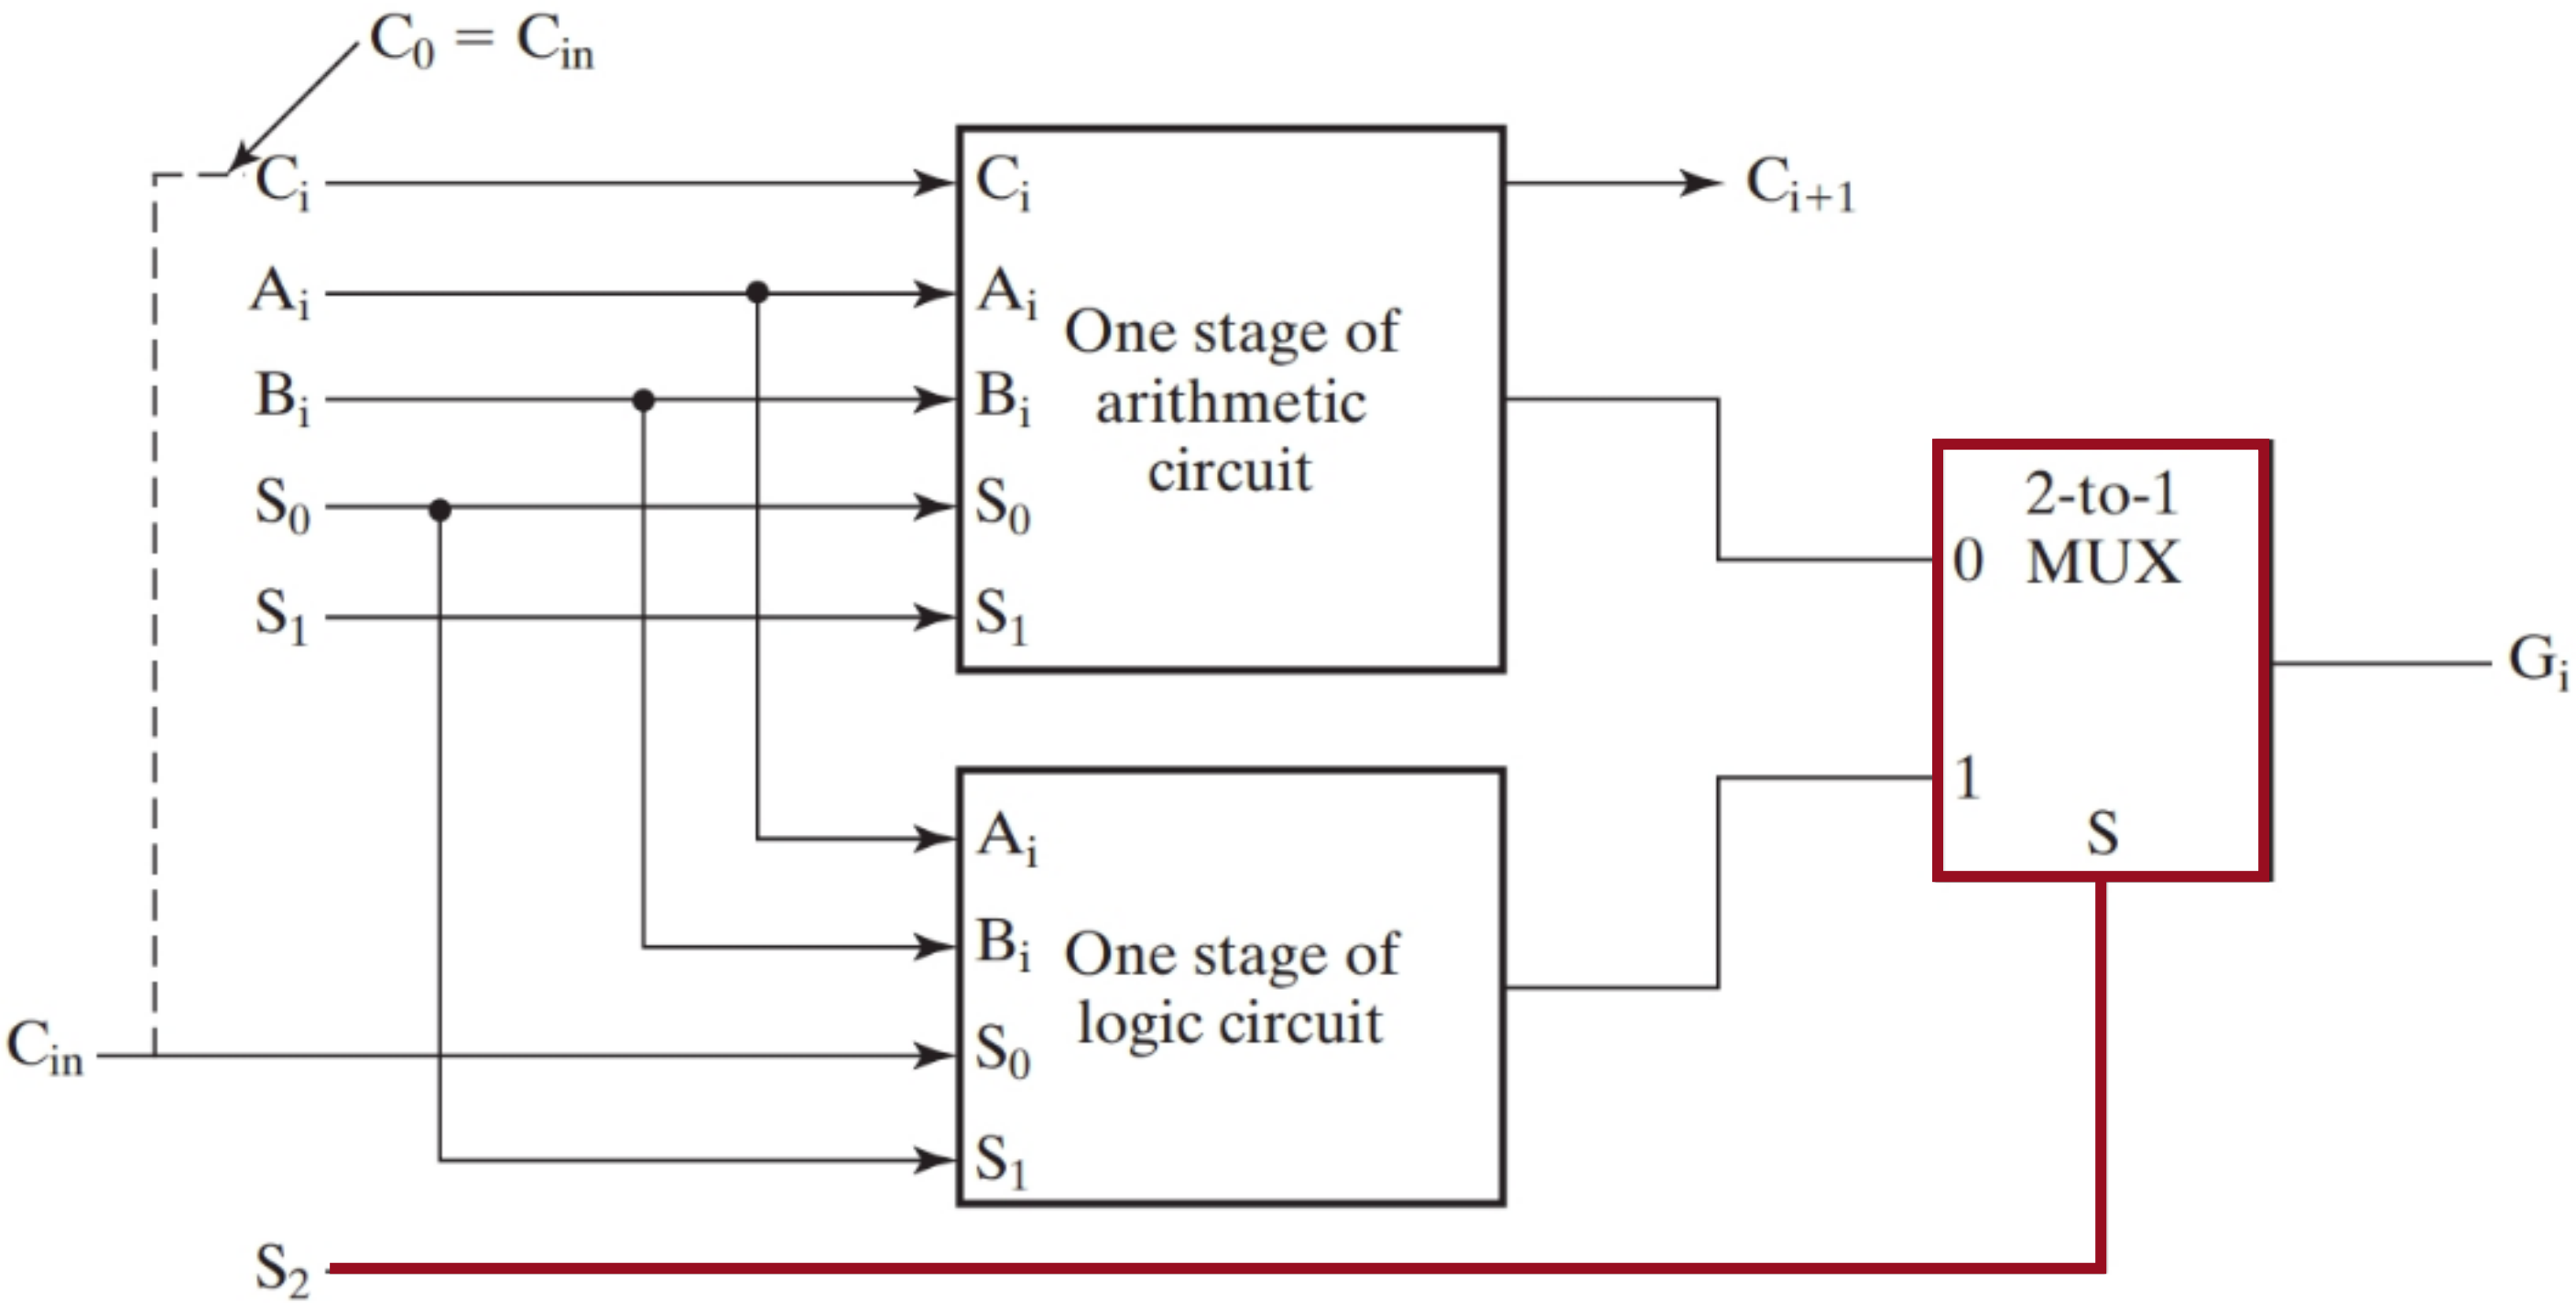 C₀ = Cᵢₙ
Cᵢ
Aᵢ
Bᵢ
S₀
S₁
Cᵢₙ
S₂
Cᵢ
Aᵢ
Bᵢ
S₀
S₁
One stage of
arithmetic
circuit
Cᵢ₊₁
Aᵢ
Bᵢ
S₀
S₁
One stage of
logic circuit
2-to-1
0 MUX
1
S
Gᵢ